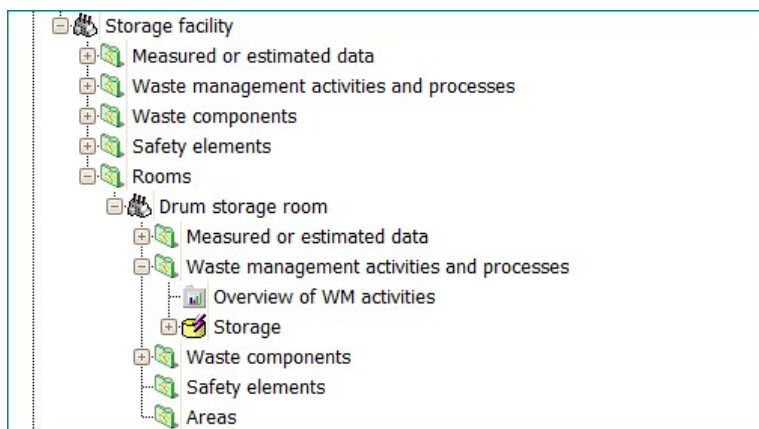 Storage facility
Measured or estimated data
Waste management activities and processes
Waste components
Safety elements
Rooms
Drum storage room
Measured or estimated data
Waste management activities and processes
Overview of WM activities
Storage
Waste components
Safety elements
Areas